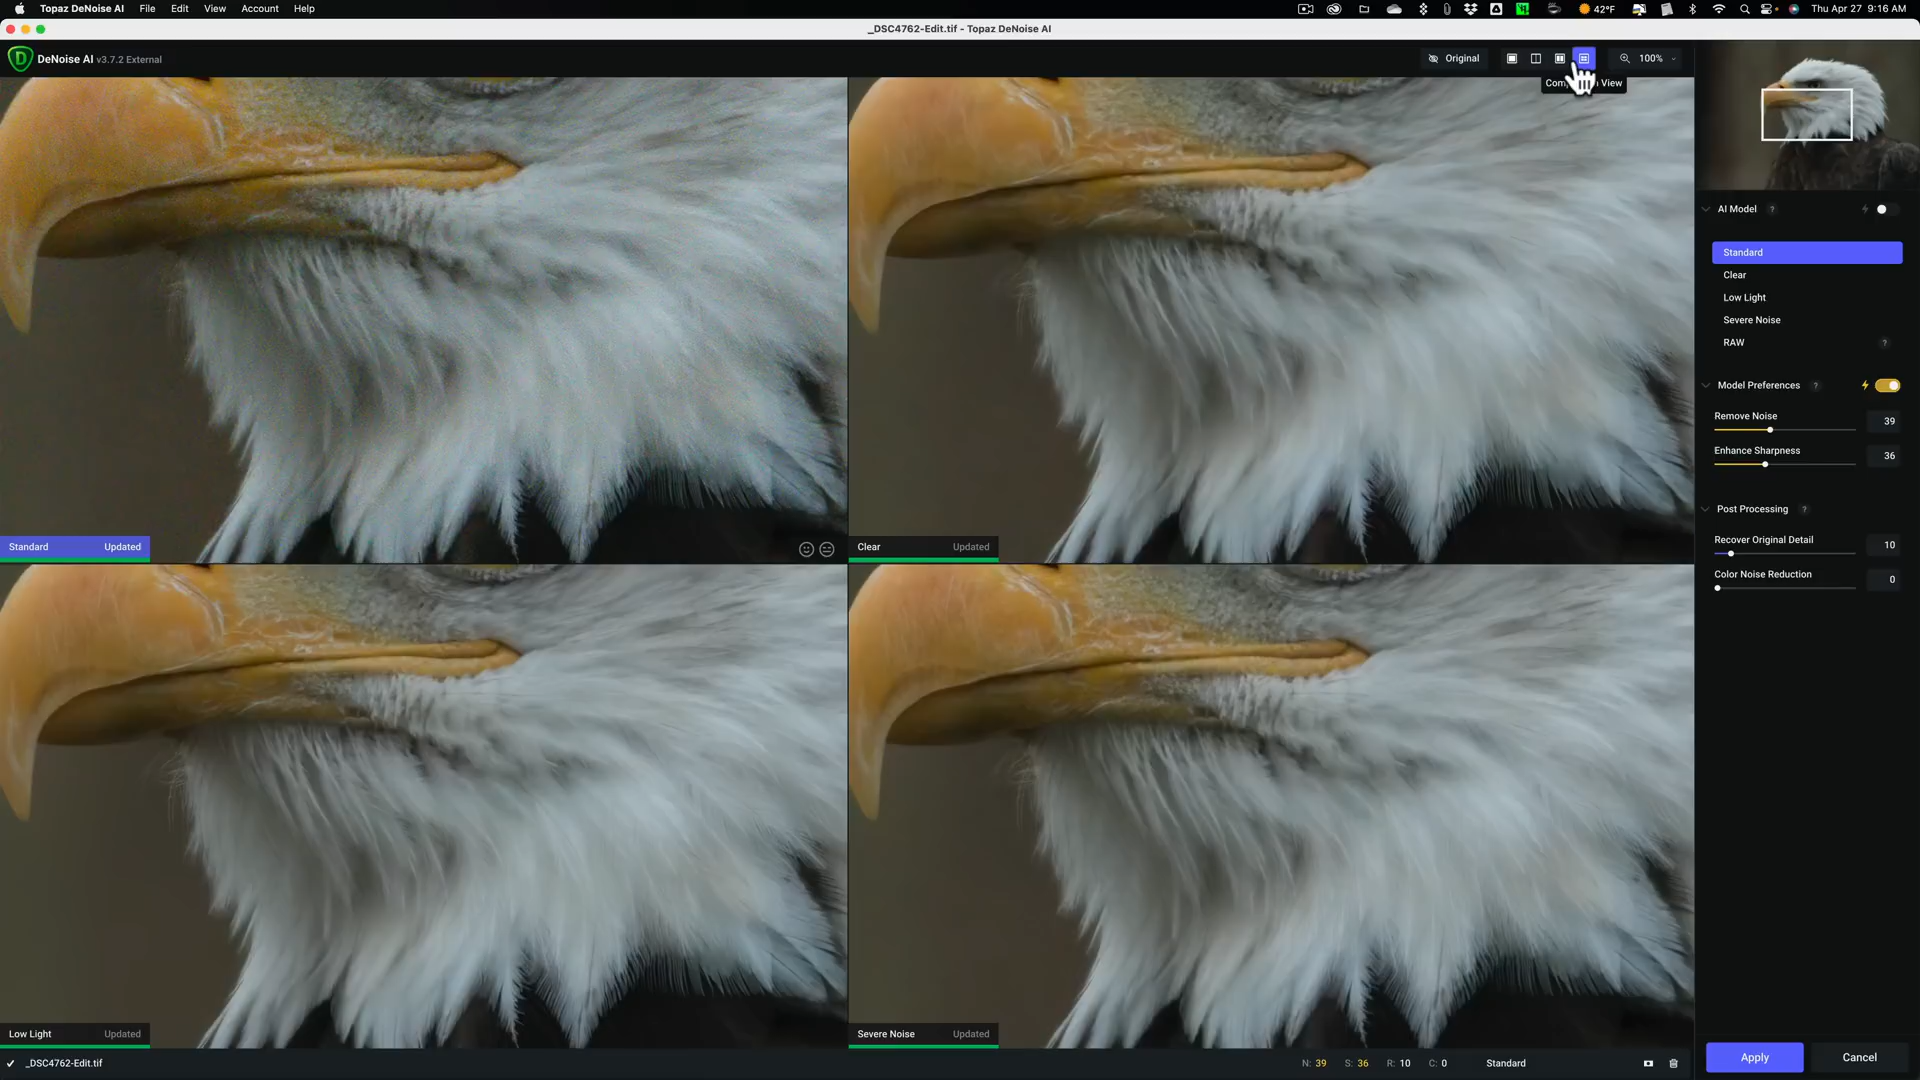 Topaz DeNoise AI File Edit View Account Help
42°F Thu Apr 27 9:16 AM
_DSC4762-Edit.tif - Topaz DeNoise AI
DeNoise AI v3.7.2 External
Original
100%
View
AI Model ?
Standard
Clear
Low Light
Severe Noise
RAW ?
Model Preferences ?
Remove Noise
39
Enhance Sharpness
36
Post Processing ?
Recover Original Detail
10
Color Noise Reduction
0
Standard Updated
Clear Updated
Low Light Updated
Severe Noise Updated
_DSC4762-Edit.tif
N: 39 S: 36 R: 10 C: 0 Standard
Apply Cancel